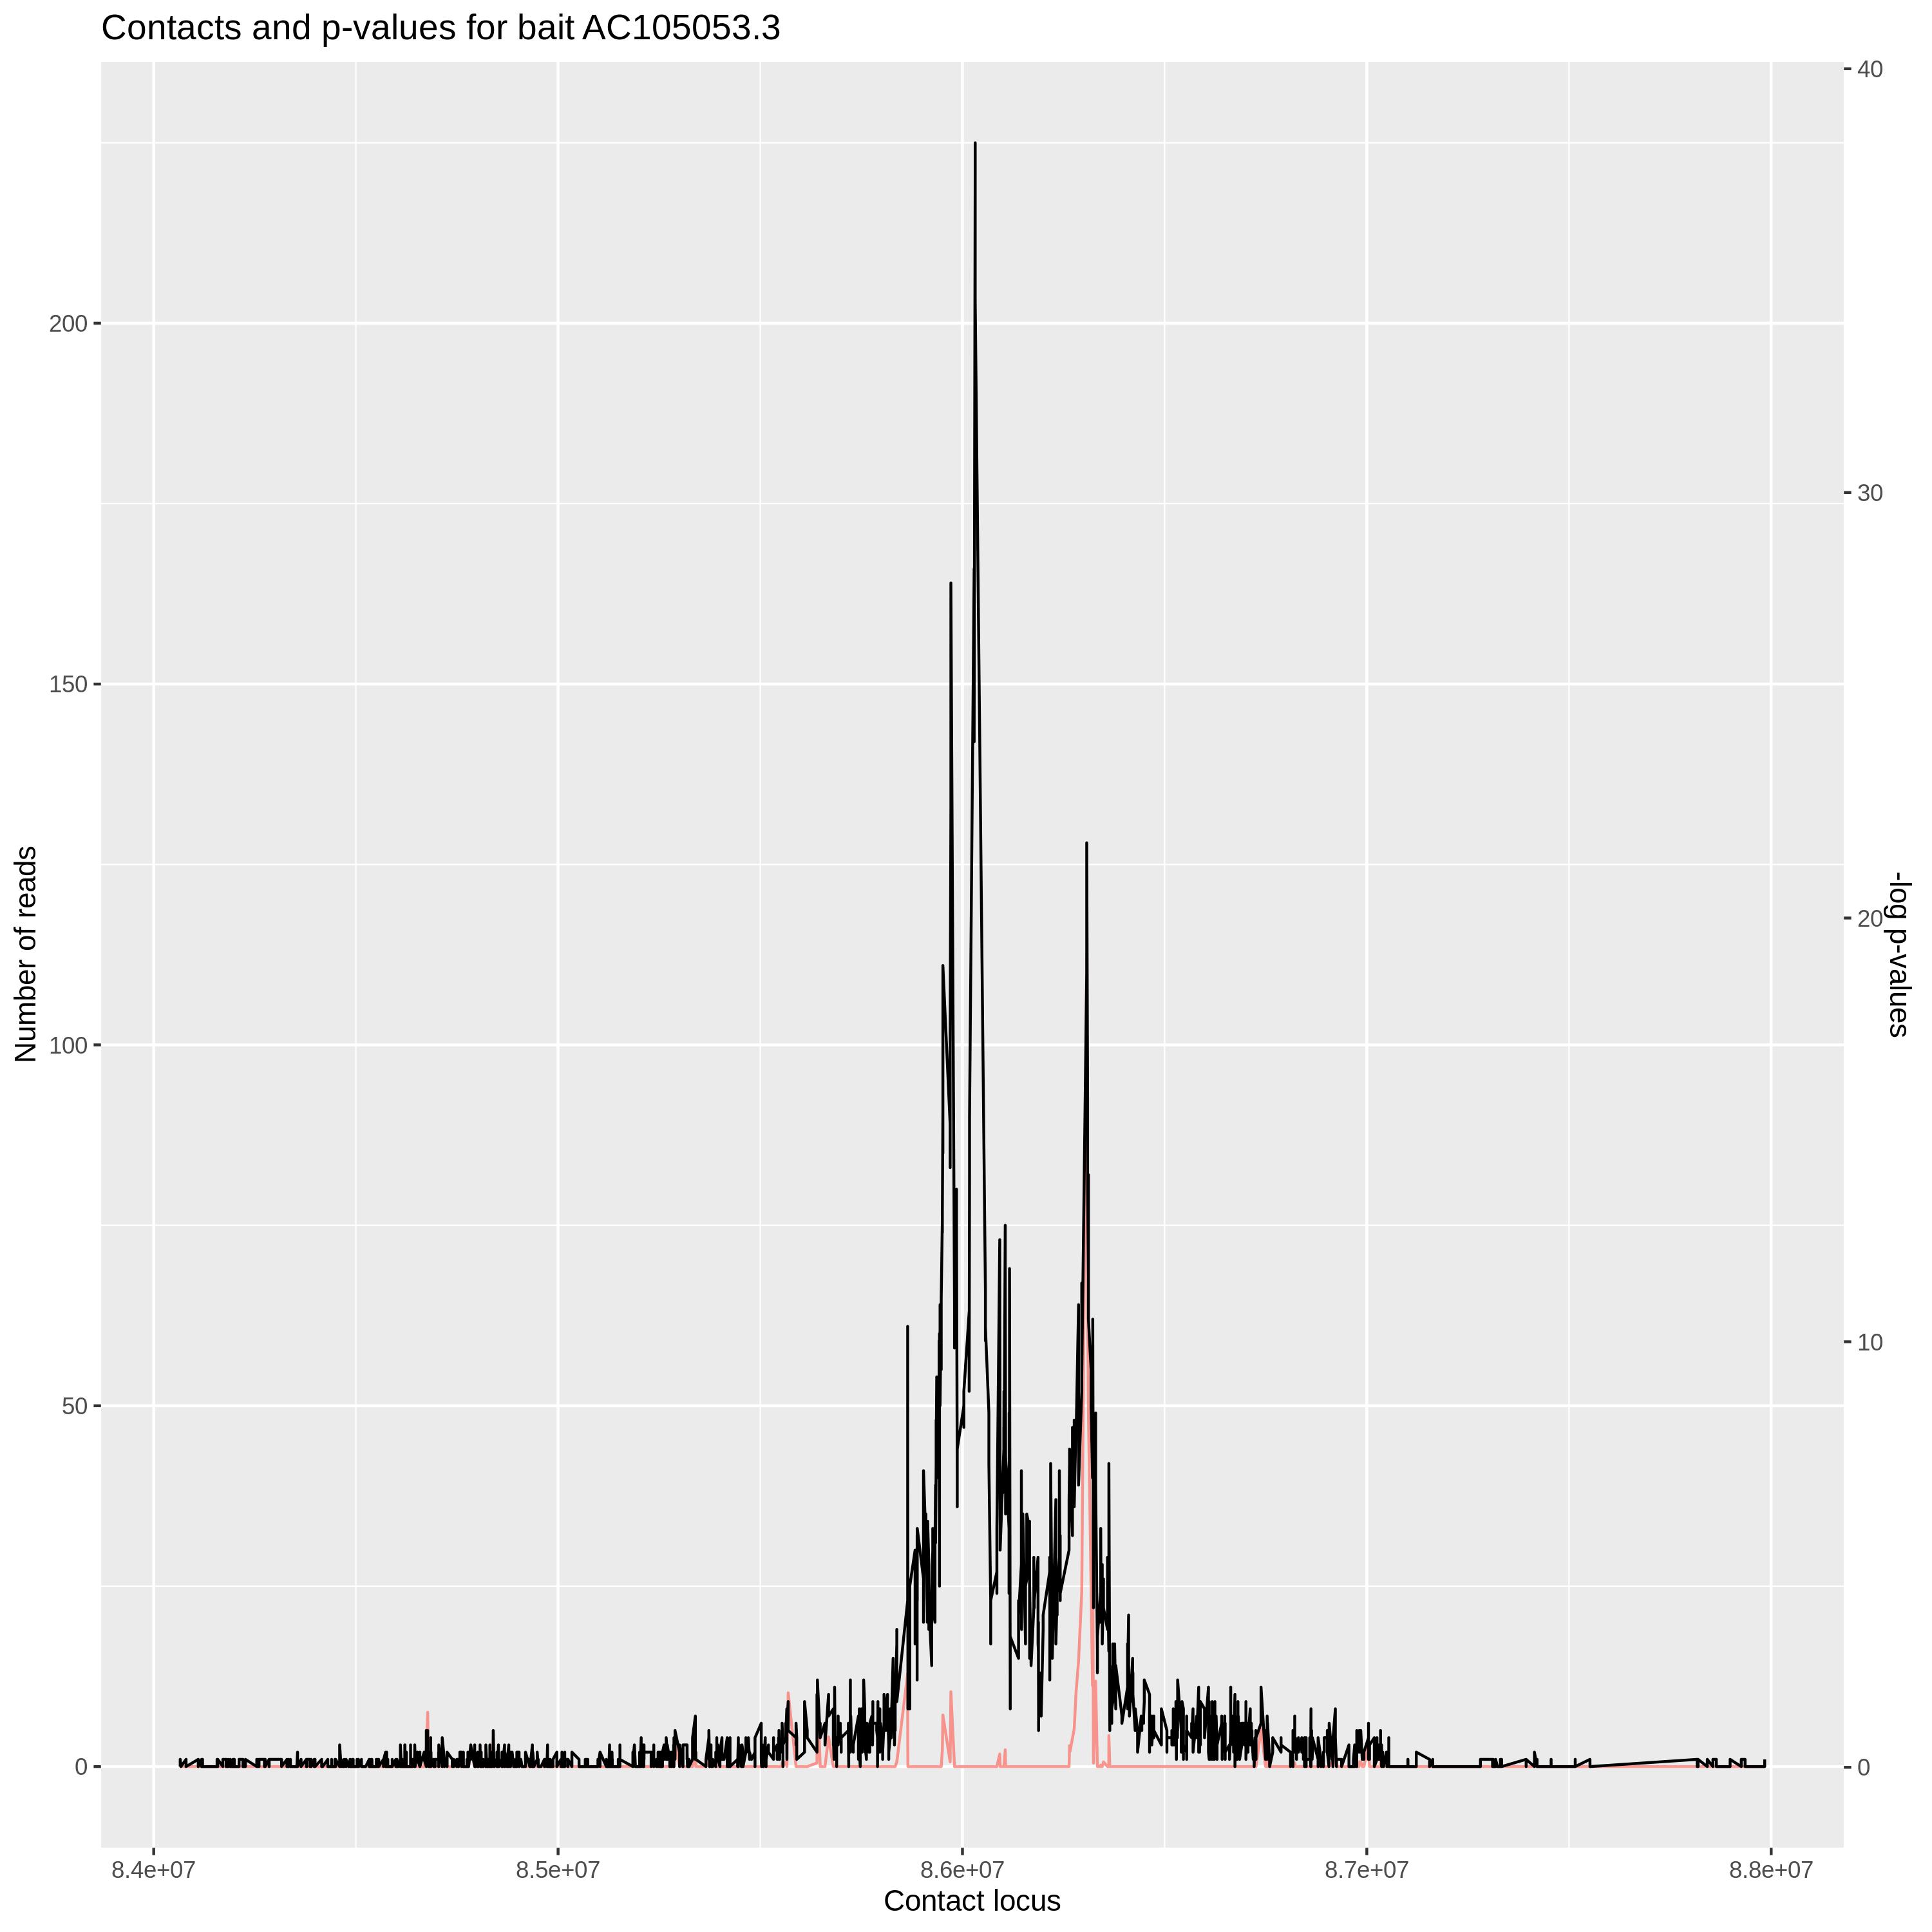 Contacts and p-values for bait AC105053.3
40
30
20
10
0
200
150
100
50
0
Number of reads
-log p-values
8.4e+07 8.5e+07 8.6e+07 8.7e+07 8.8e+07
Contact locus